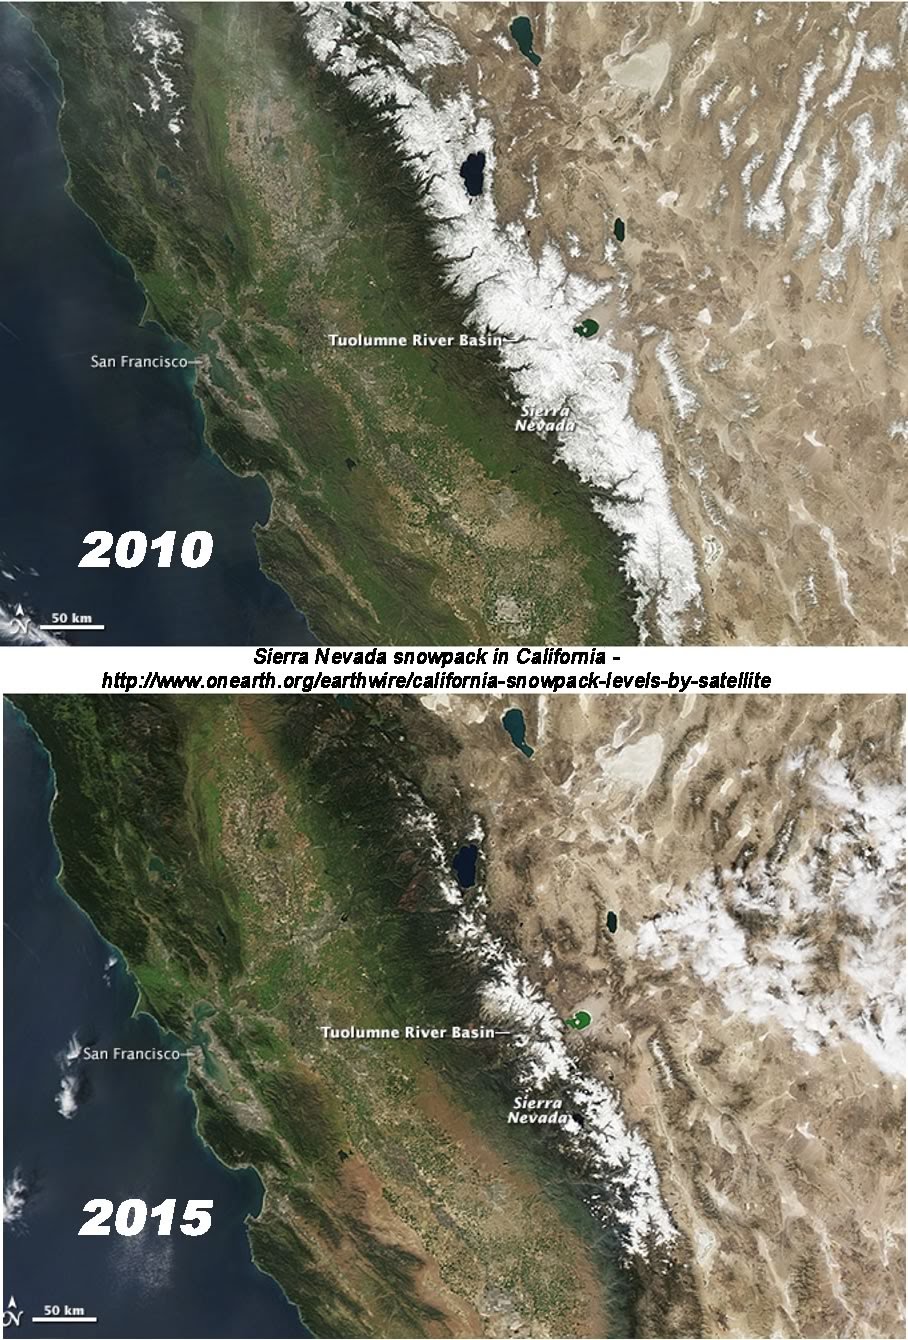 Tuolumne River Basin
San Francisco
Sierra
Nevada
2010
50 km
N
Sierra Nevada snowpack in California -
http://www.onearth.org/earthwire/california-snowpack-levels-by-satellite
Tuolumne River Basin
San Francisco
Sierra
Nevada
2015
50 km
N